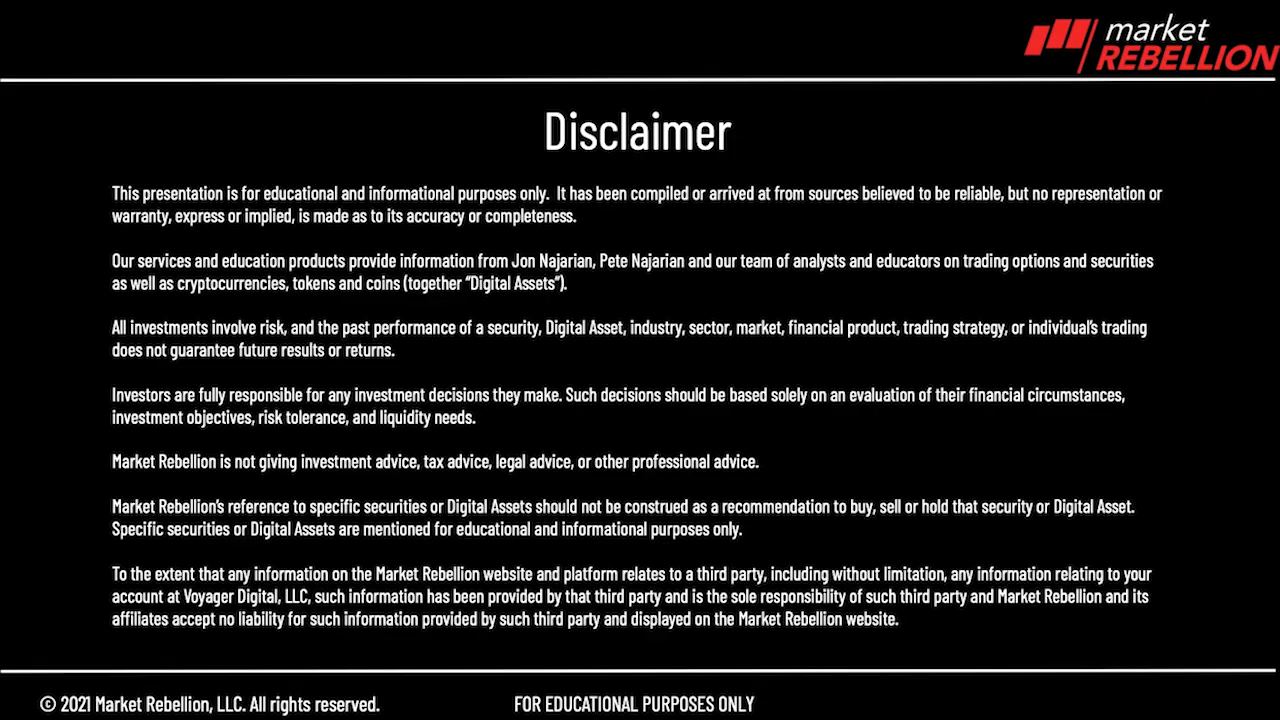 market
REBELLION
Disclaimer
This presentation is for educational and informational purposes only.  It has been compiled or arrived at from sources believed to be reliable, but no representation or
warranty, express or implied, is made as to its accuracy or completeness.
Our services and education products provide information from Jon Najarian, Pete Najarian and our team of analysts and educators on trading options and securities
as well as cryptocurrencies, tokens and coins (together “Digital Assets”).
All investments involve risk, and the past performance of a security, Digital Asset, industry, sector, market, financial product, trading strategy, or individual’s trading
does not guarantee future results or returns.
Investors are fully responsible for any investment decisions they make. Such decisions should be based solely on an evaluation of their financial circumstances,
investment objectives, risk tolerance, and liquidity needs.
Market Rebellion is not giving investment advice, tax advice, legal advice, or other professional advice.
Market Rebellion’s reference to specific securities or Digital Assets should not be construed as a recommendation to buy, sell or hold that security or Digital Asset.
Specific securities or Digital Assets are mentioned for educational and informational purposes only.
To the extent that any information on the Market Rebellion website and platform relates to a third party, including without limitation, any information relating to your
account at Voyager Digital, LLC, such information has been provided by that third party and is the sole responsibility of such third party and Market Rebellion and its
affiliates accept no liability for such information provided by such third party and displayed on the Market Rebellion website.
© 2021 Market Rebellion, LLC. All rights reserved.
FOR EDUCATIONAL PURPOSES ONLY